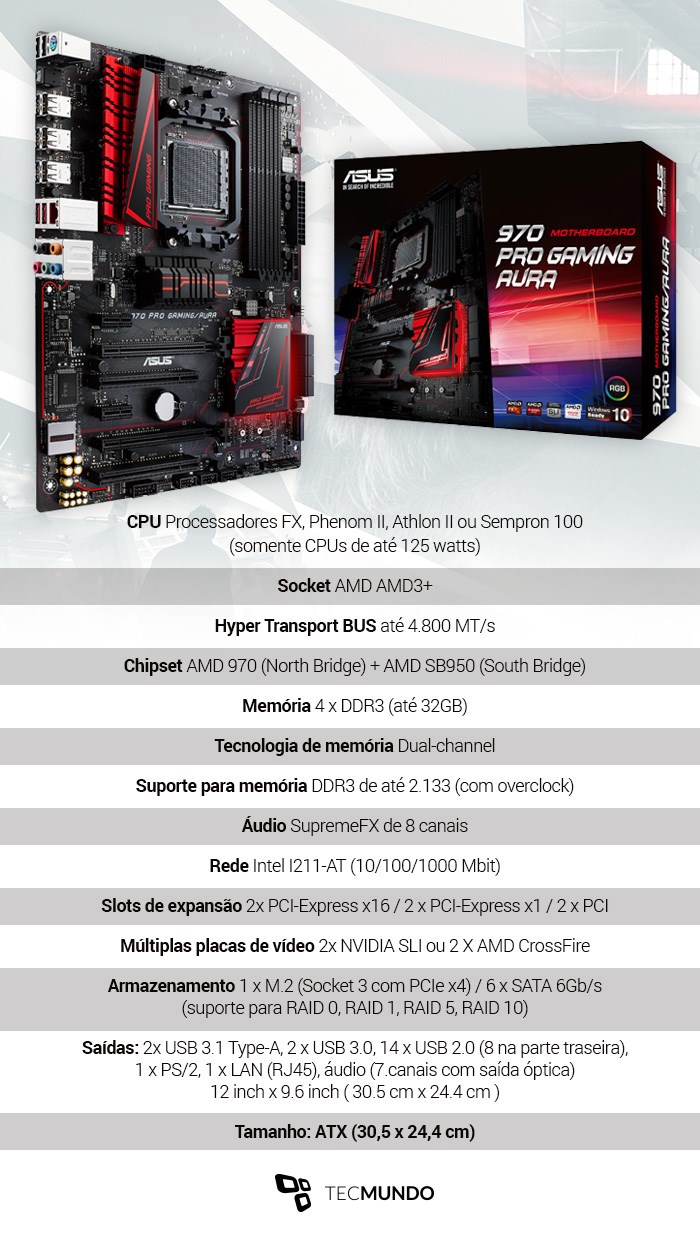 PRO GAMING
970 PRO GAMING/AURA
ASUS
ASUS
ASUS
IN SEARCH OF INCREDIBLE
970 MOTHERBOARD
PRO GAMING
AURA
RGB
SLI
Windows
Ready 10
ASUS
970 MOTHERBOARD
PRO GAMING/AURA
CPU Processadores FX, Phenom II, Athlon II ou Sempron 100
(somente CPUs de até 125 watts)
Socket AMD AMD3+
Hyper Transport BUS até 4.800 MT/s
Chipset AMD 970 (North Bridge) + AMD SB950 (South Bridge)
Memória 4 x DDR3 (até 32GB)
Tecnologia de memória Dual-channel
Suporte para memória DDR3 de até 2.133 (com overclock)
Áudio SupremeFX de 8 canais
Rede Intel I211-AT (10/100/1000 Mbit)
Slots de expansão 2x PCI-Express x16 / 2 x PCI-Express x1 / 2 x PCI
Múltiplas placas de vídeo 2x NVIDIA SLI ou 2 X AMD CrossFire
Armazenamento 1 x M.2 (Socket 3 com PCIe x4) / 6 x SATA 6Gb/s
(suporte para RAID 0, RAID 1, RAID 5, RAID 10)
Saídas: 2x USB 3.1 Type-A, 2 x USB 3.0, 14 x USB 2.0 (8 na parte traseira),
1 x PS/2, 1 x LAN (RJ45), áudio (7.canais com saída óptica)
12 inch x 9.6 inch ( 30.5 cm x 24.4 cm )
Tamanho: ATX (30,5 x 24,4 cm)
TECMUNDO